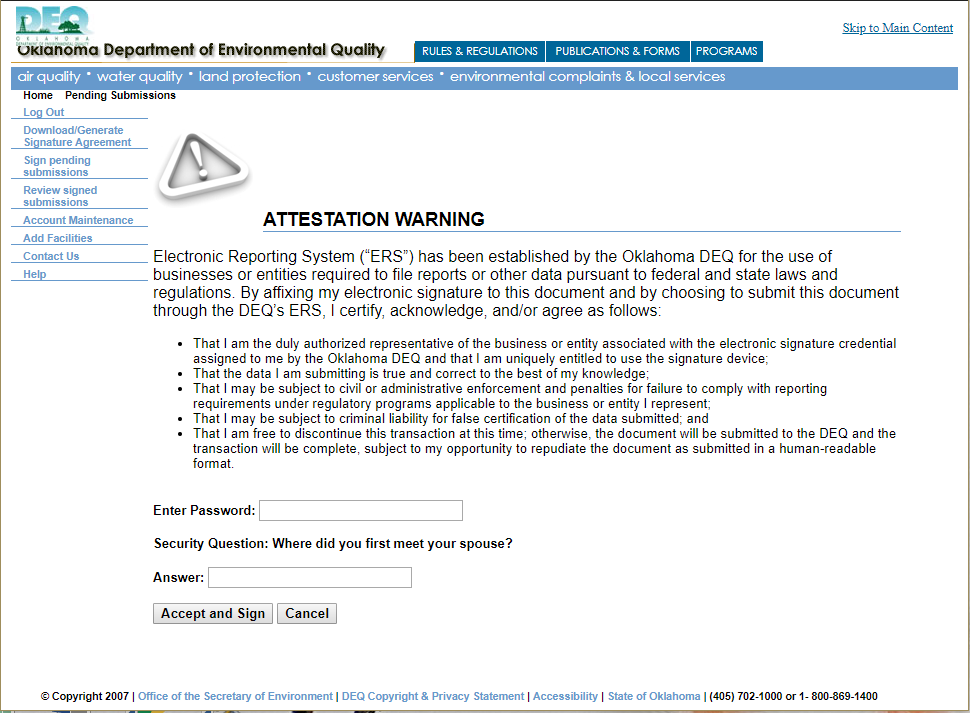 DEQ
OKLAHOMA
DEPARTMENT OF ENVIRONMENTAL QUALITY
Oklahoma Department of Environmental Quality
Skip to Main Content
RULES & REGULATIONS PUBLICATIONS & FORMS PROGRAMS
air quality * water quality * land protection * customer services * environmental complaints & local services
Home Pending Submissions
Log Out
Download/Generate
Signature Agreement
Sign pending
submissions
Review signed
submissions
Account Maintenance
Add Facilities
Contact Us
Help
ATTESTATION WARNING
Electronic Reporting System (“ERS”) has been established by the Oklahoma DEQ for the use of
businesses or entities required to file reports or other data pursuant to federal and state laws and
regulations. By affixing my electronic signature to this document and by choosing to submit this document
through the DEQ’s ERS, I certify, acknowledge, and/or agree as follows:
• That I am the duly authorized representative of the business or entity associated with the electronic signature credential
assigned to me by the Oklahoma DEQ and that I am uniquely entitled to use the signature device;
• That the data I am submitting is true and correct to the best of my knowledge;
• That I may be subject to civil or administrative enforcement and penalties for failure to comply with reporting
requirements under regulatory programs applicable to the business or entity I represent;
• That I may be subject to criminal liability for false certification of the data submitted; and
• That I am free to discontinue this transaction at this time; otherwise, the document will be submitted to the DEQ and the
transaction will be complete, subject to my opportunity to repudiate the document as submitted in a human-readable
format.
Enter Password:
Security Question: Where did you first meet your spouse?
Answer:
Accept and Sign Cancel
© Copyright 2007 | Office of the Secretary of Environment | DEQ Copyright & Privacy Statement | Accessibility | State of Oklahoma | (405) 702-1000 or 1- 800-869-1400